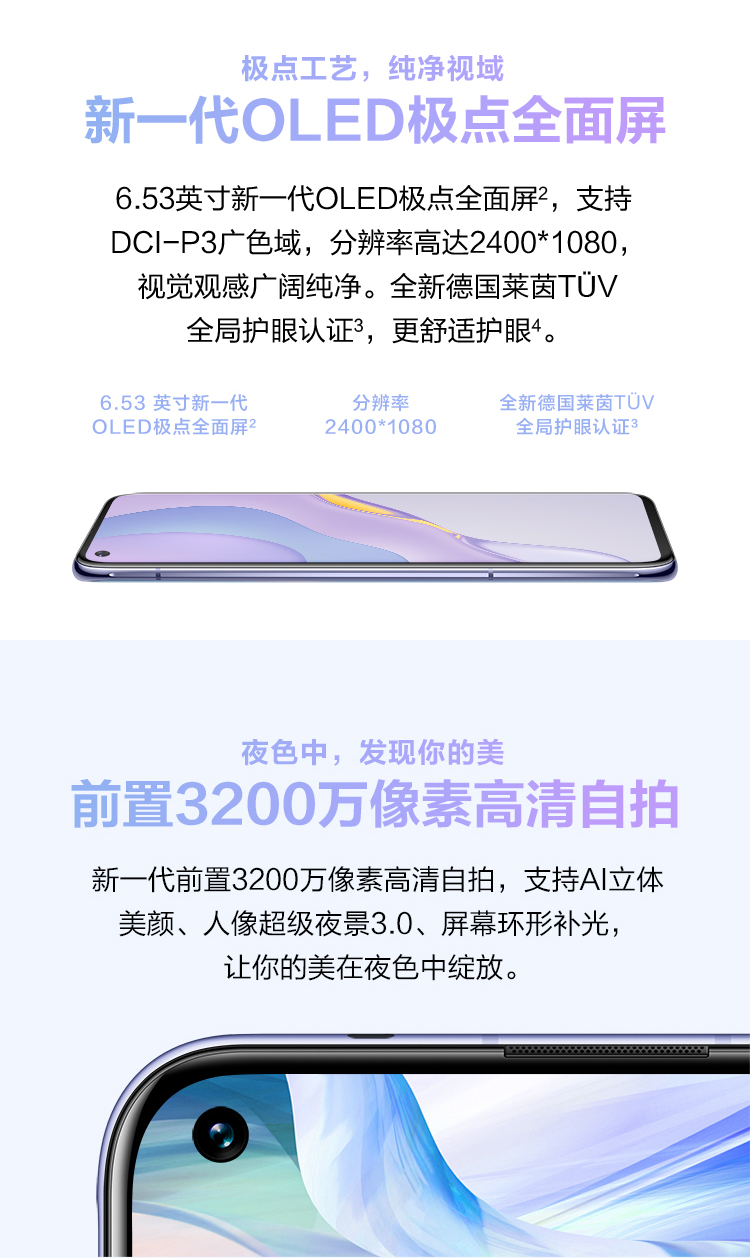 极点工艺，纯净视域
新一代OLED极点全面屏
6.53英寸新一代OLED极点全面屏²，支持
DCI-P3广色域，分辨率高达2400*1080，
视觉观感广阔纯净。全新德国莱茵TÜV
全局护眼认证³，更舒适护眼⁴。
6.53 英寸新一代
OLED极点全面屏²
分辨率
2400*1080
全新德国莱茵TÜV
全局护眼认证³
夜色中，发现你的美
前置3200万像素高清自拍
新一代前置3200万像素高清自拍，支持AI立体
美颜、人像超级夜景3.0、屏幕环形补光，
让你的美在夜色中绽放。